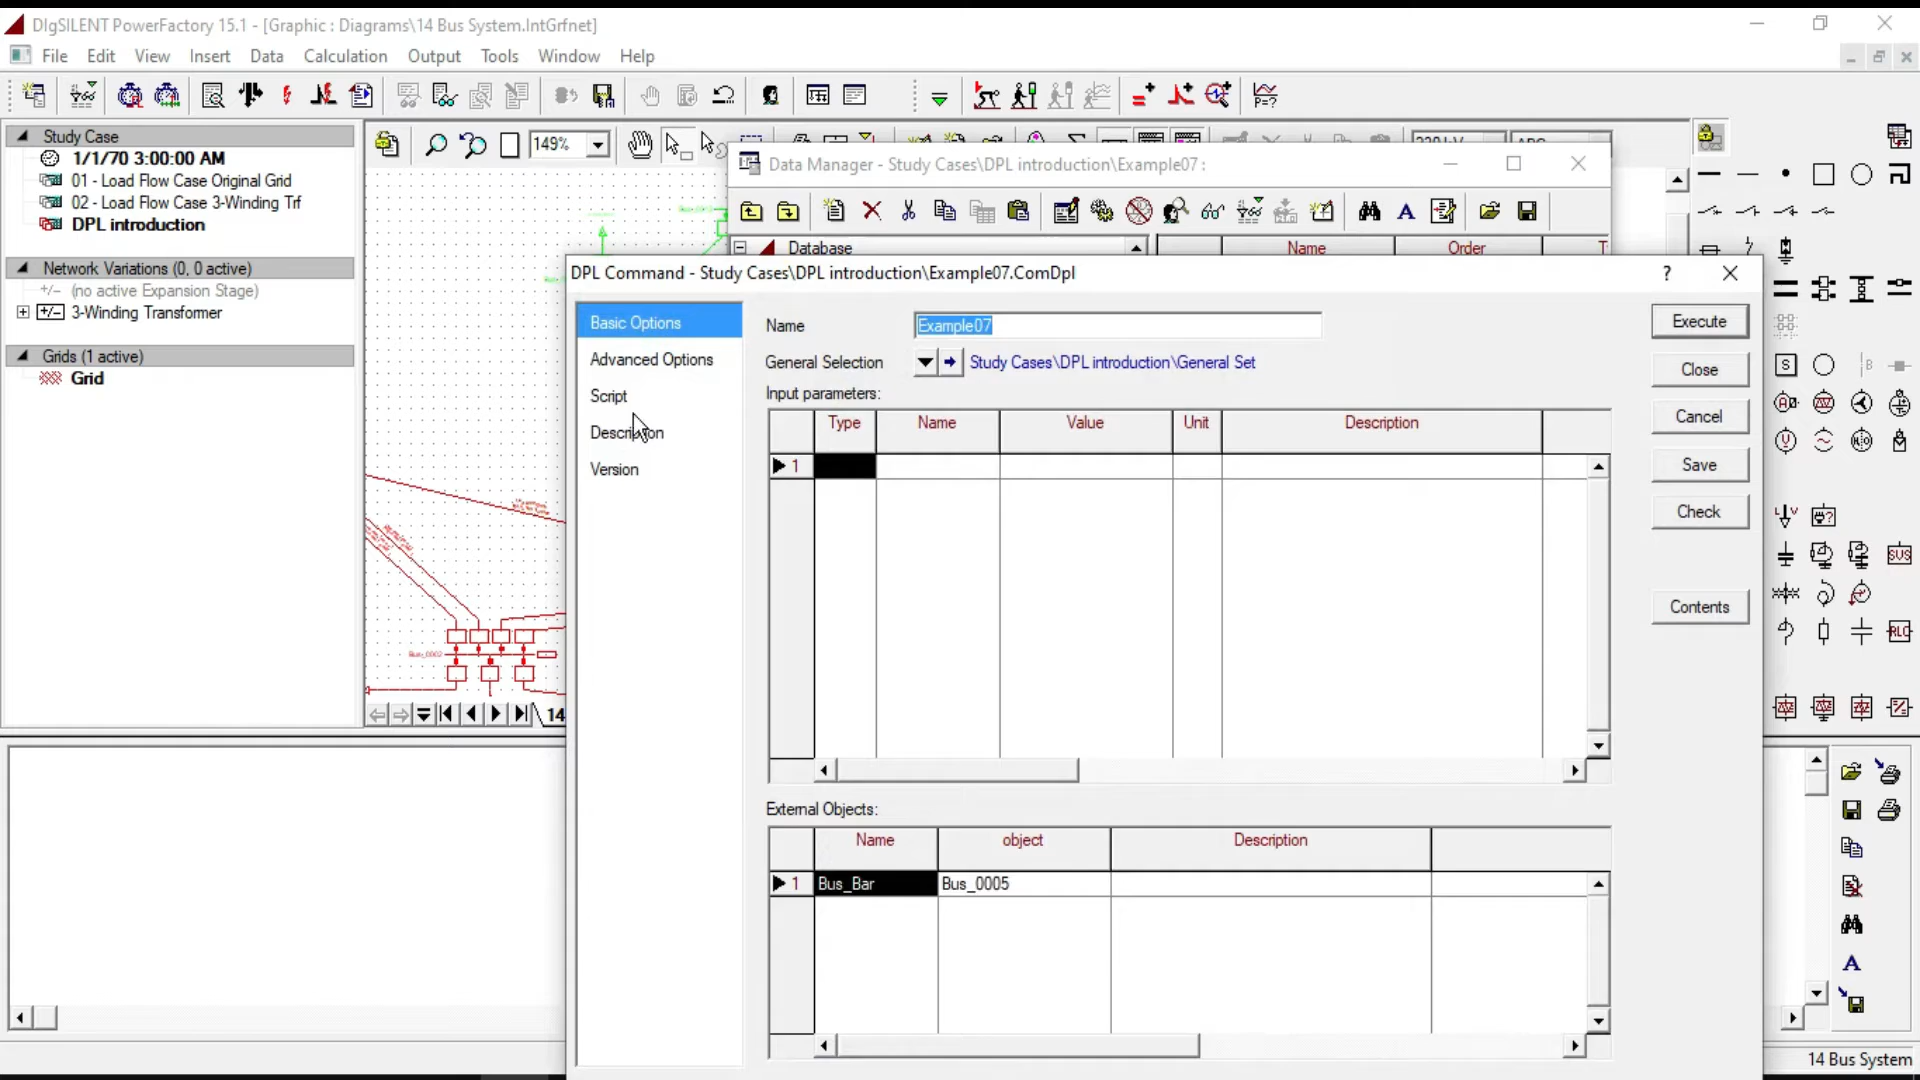 DIgSILENT PowerFactory 15.1 - [Graphic : Diagrams\14 Bus System.IntGrfnet]
File Edit View Insert Data Calculation Output Tools Window Help
Study Case
1/1/70 3:00:00 AM
01 - Load Flow Case Original Grid
02 - Load Flow Case 3-Winding Trf
DPL introduction
Network Variations (0, 0 active)
(no active Expansion Stage)
3-Winding Transformer
Grids (1 active)
Grid
149%
Data Manager - Study Cases\DPL introduction\Example07 :
Database
Name Order
DPL Command - Study Cases\DPL introduction\Example07.ComDpl
Basic Options
Advanced Options
Script
Description
Version
Name Example07
General Selection Study Cases\DPL introduction\General Set
Input parameters:
Type Name Value Unit Description
1
External Objects:
Name object Description
1 Bus_Bar Bus_0005
Execute
Close
Cancel
Save
Check
Contents
Bus_0002
14
14 Bus System